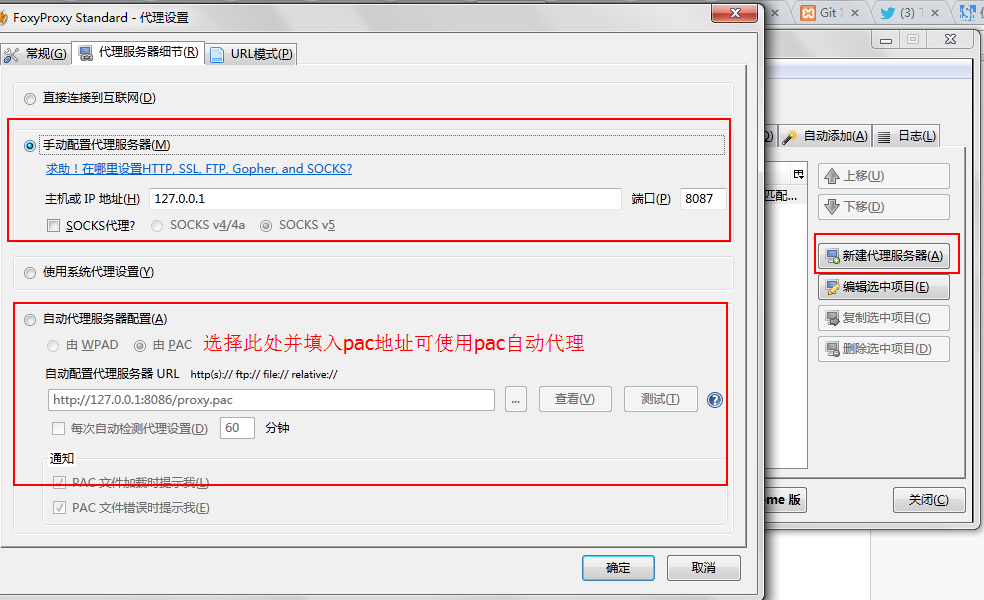 FoxyProxy Standard - 代理设置
Git
(3)
常规(G)
代理服务器细节(R)
URL模式(P)
直接连接到互联网(D)
手动配置代理服务器(M)
求助！在哪里设置HTTP, SSL, FTP, Gopher, and SOCKS?
主机或 IP 地址(H)
127.0.0.1
端口(P)
8087
SOCKS代理?
SOCKS v4/4a
SOCKS v5
使用系统代理设置(Y)
自动代理服务器配置(A)
由 WPAD
由 PAC
选择此处并填入pac地址可使用pac自动代理
自动配置代理服务器 URL http(s):// ftp:// file:// relative://
http://127.0.0.1:8086/proxy.pac
...
查看(V)
测试(T)
每次自动检测代理设置(D)
60
分钟
通知
PAC 文件加载时提示我(L)
PAC 文件错误时提示我(E)
确定
取消
自动添加(A)
日志(L)
匹配...
上移(U)
下移(D)
新建代理服务器(A)
编辑选中项目(E)
复制选中项目(C)
删除选中项目(D)
ome 版
关闭(C)